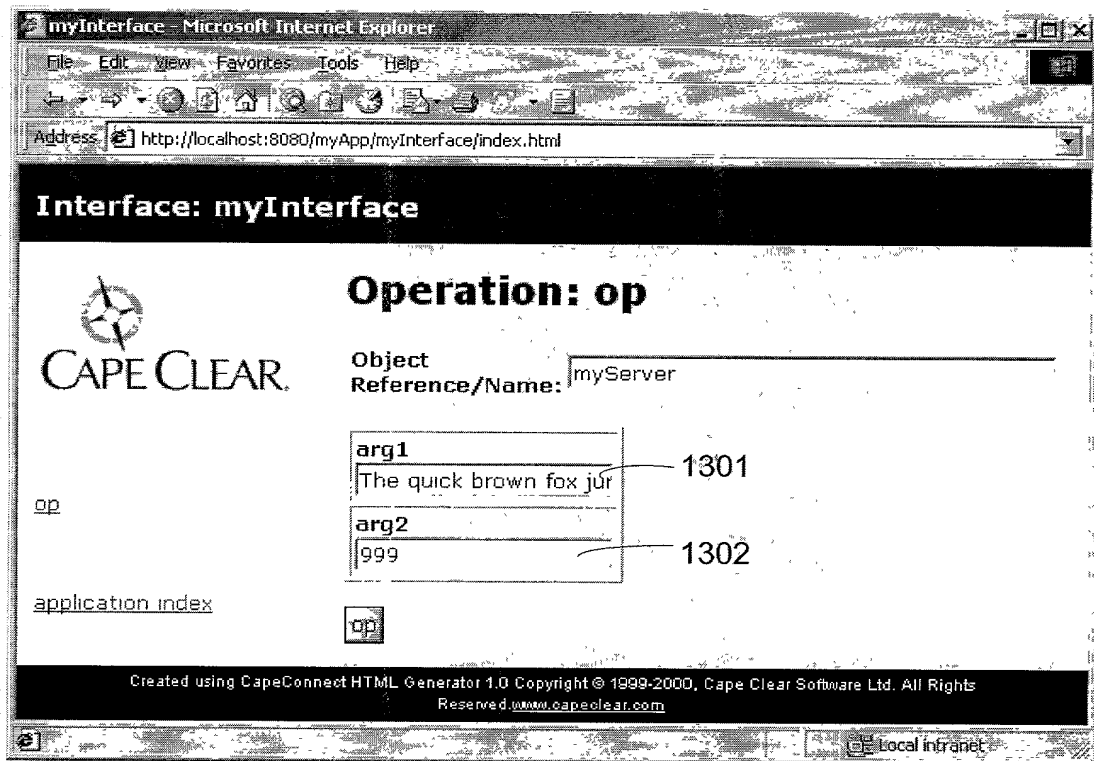 myInterface - Microsoft Internet Explorer
File Edit View Favorites Tools Help
Address http://localhost:8080/myApp/myInterface/index.html
Interface: myInterface
Operation: op
CAPE CLEAR.
Object
Reference/Name: myServer
arg1
The quick brown fox jur
1301
op
arg2
999
1302
application index
op
Created using CapeConnect HTML Generator 1.0 Copyright © 1999-2000, Cape Clear Software Ltd. All Rights
Reserved.www.capeclear.com
Local intranet